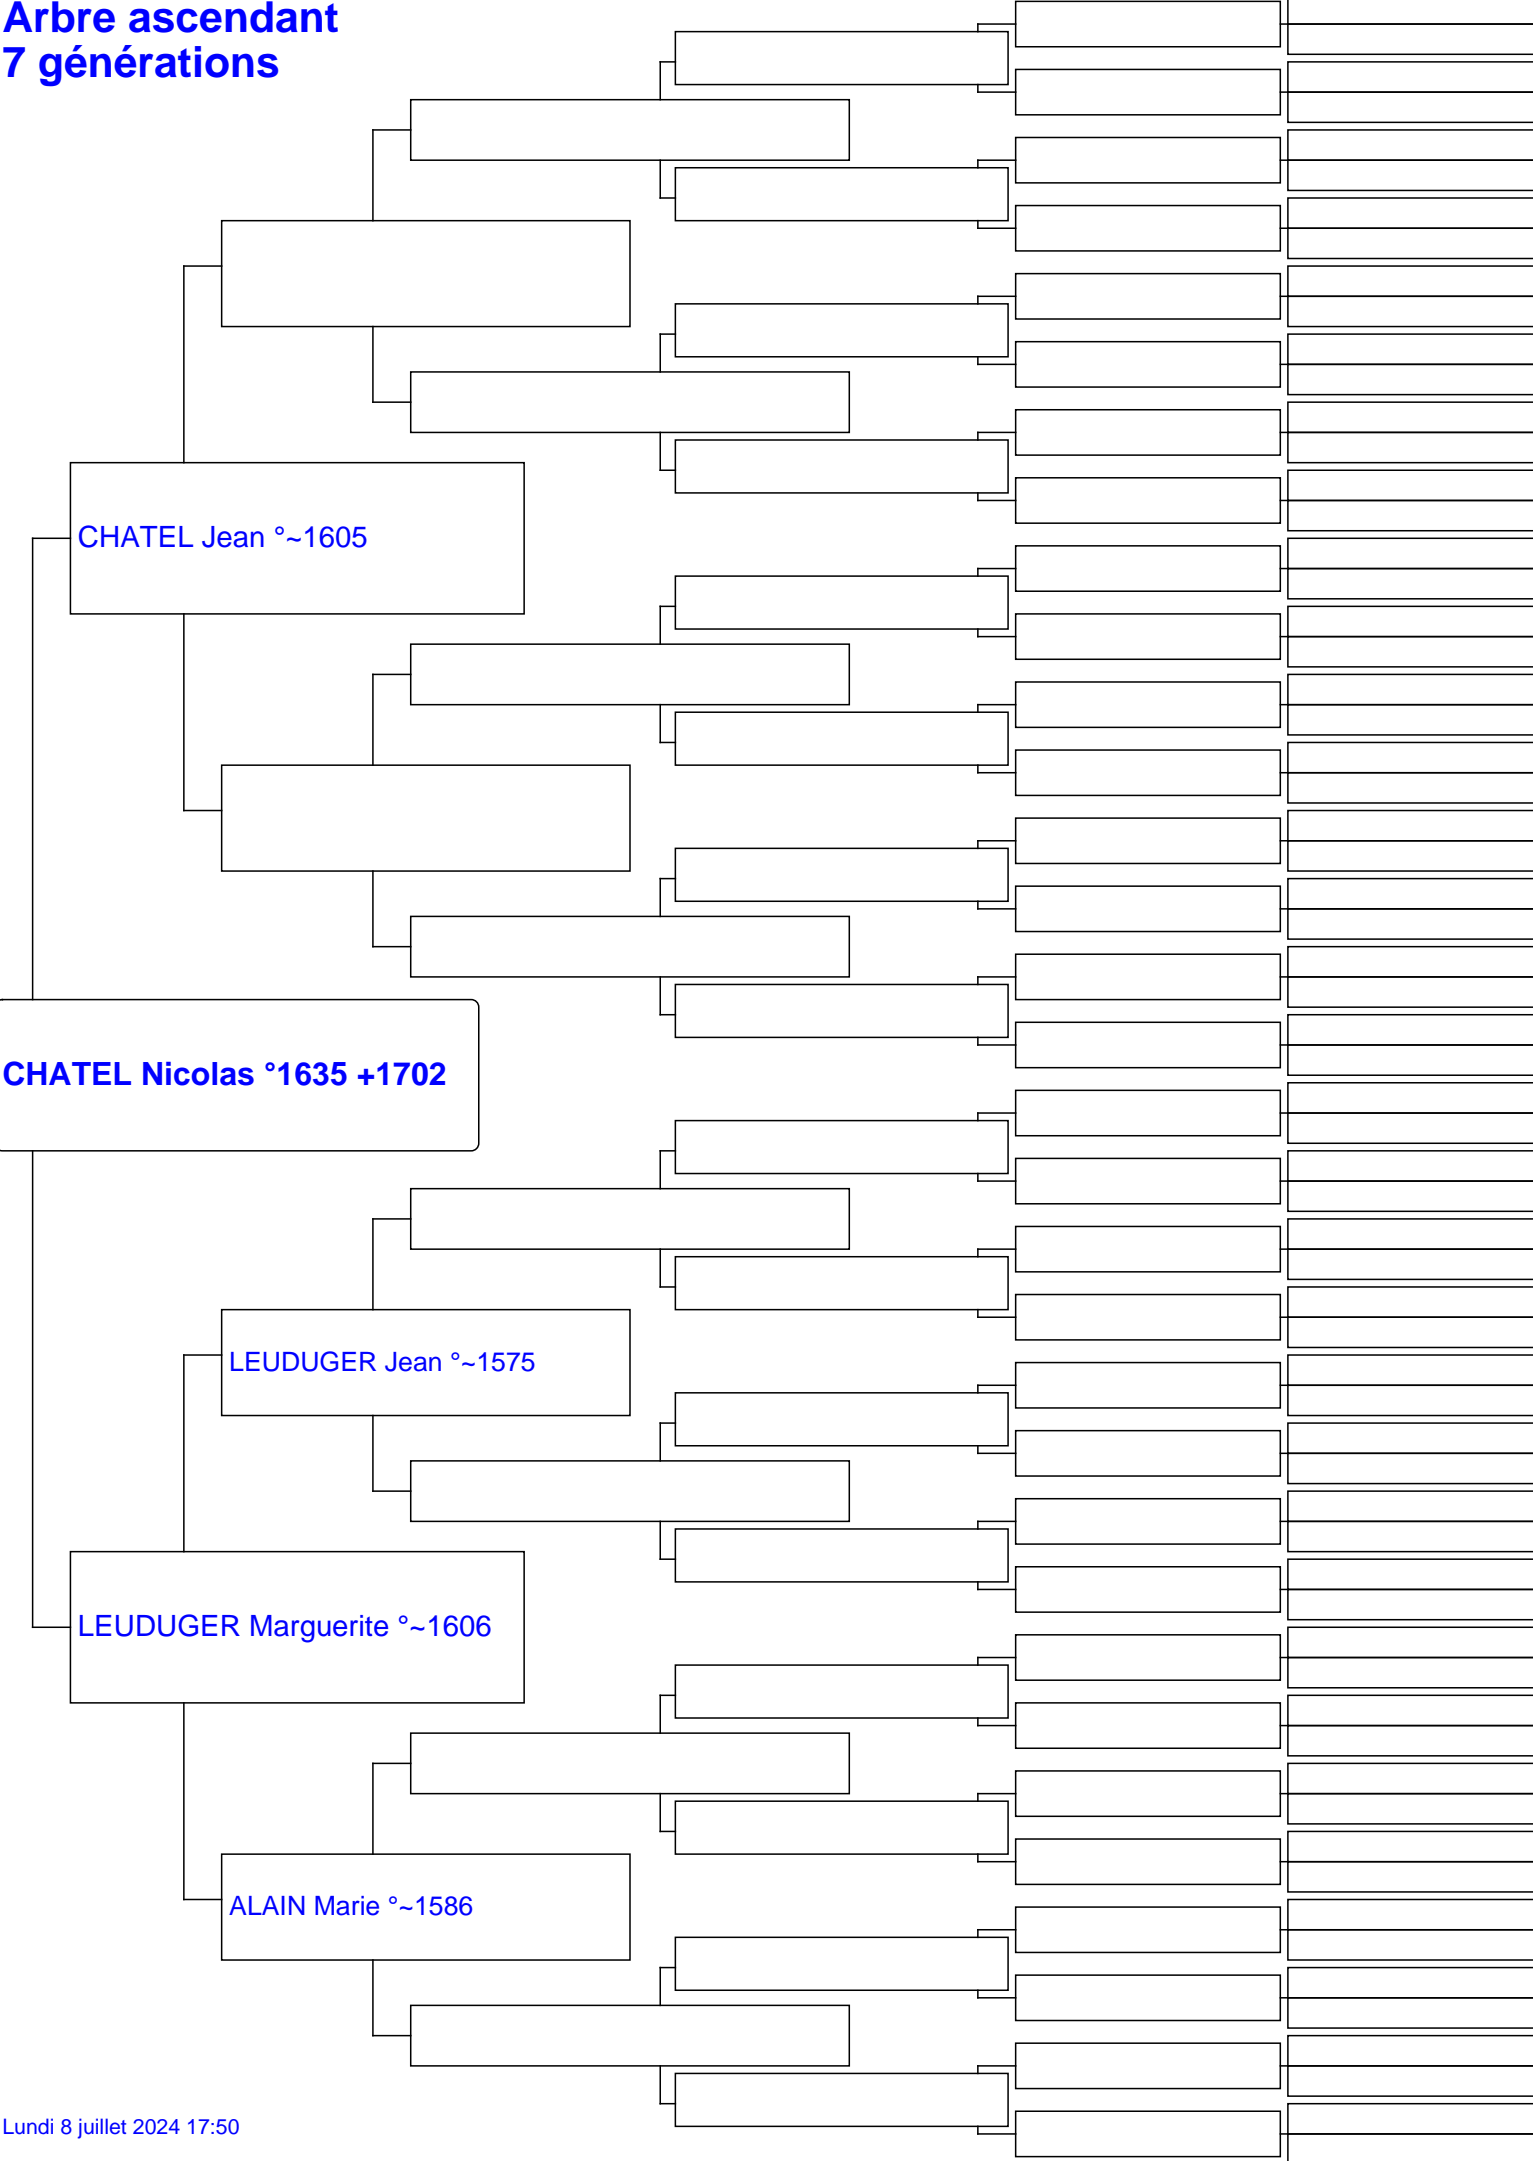 Arbre ascendant
7 générations
CHATEL Jean °~1605
CHATEL Nicolas °1635 +1702
LEUDUGER Jean °~1575
LEUDUGER Marguerite °~1606
ALAIN Marie °~1586
Lundi 8 juillet 2024 17:50